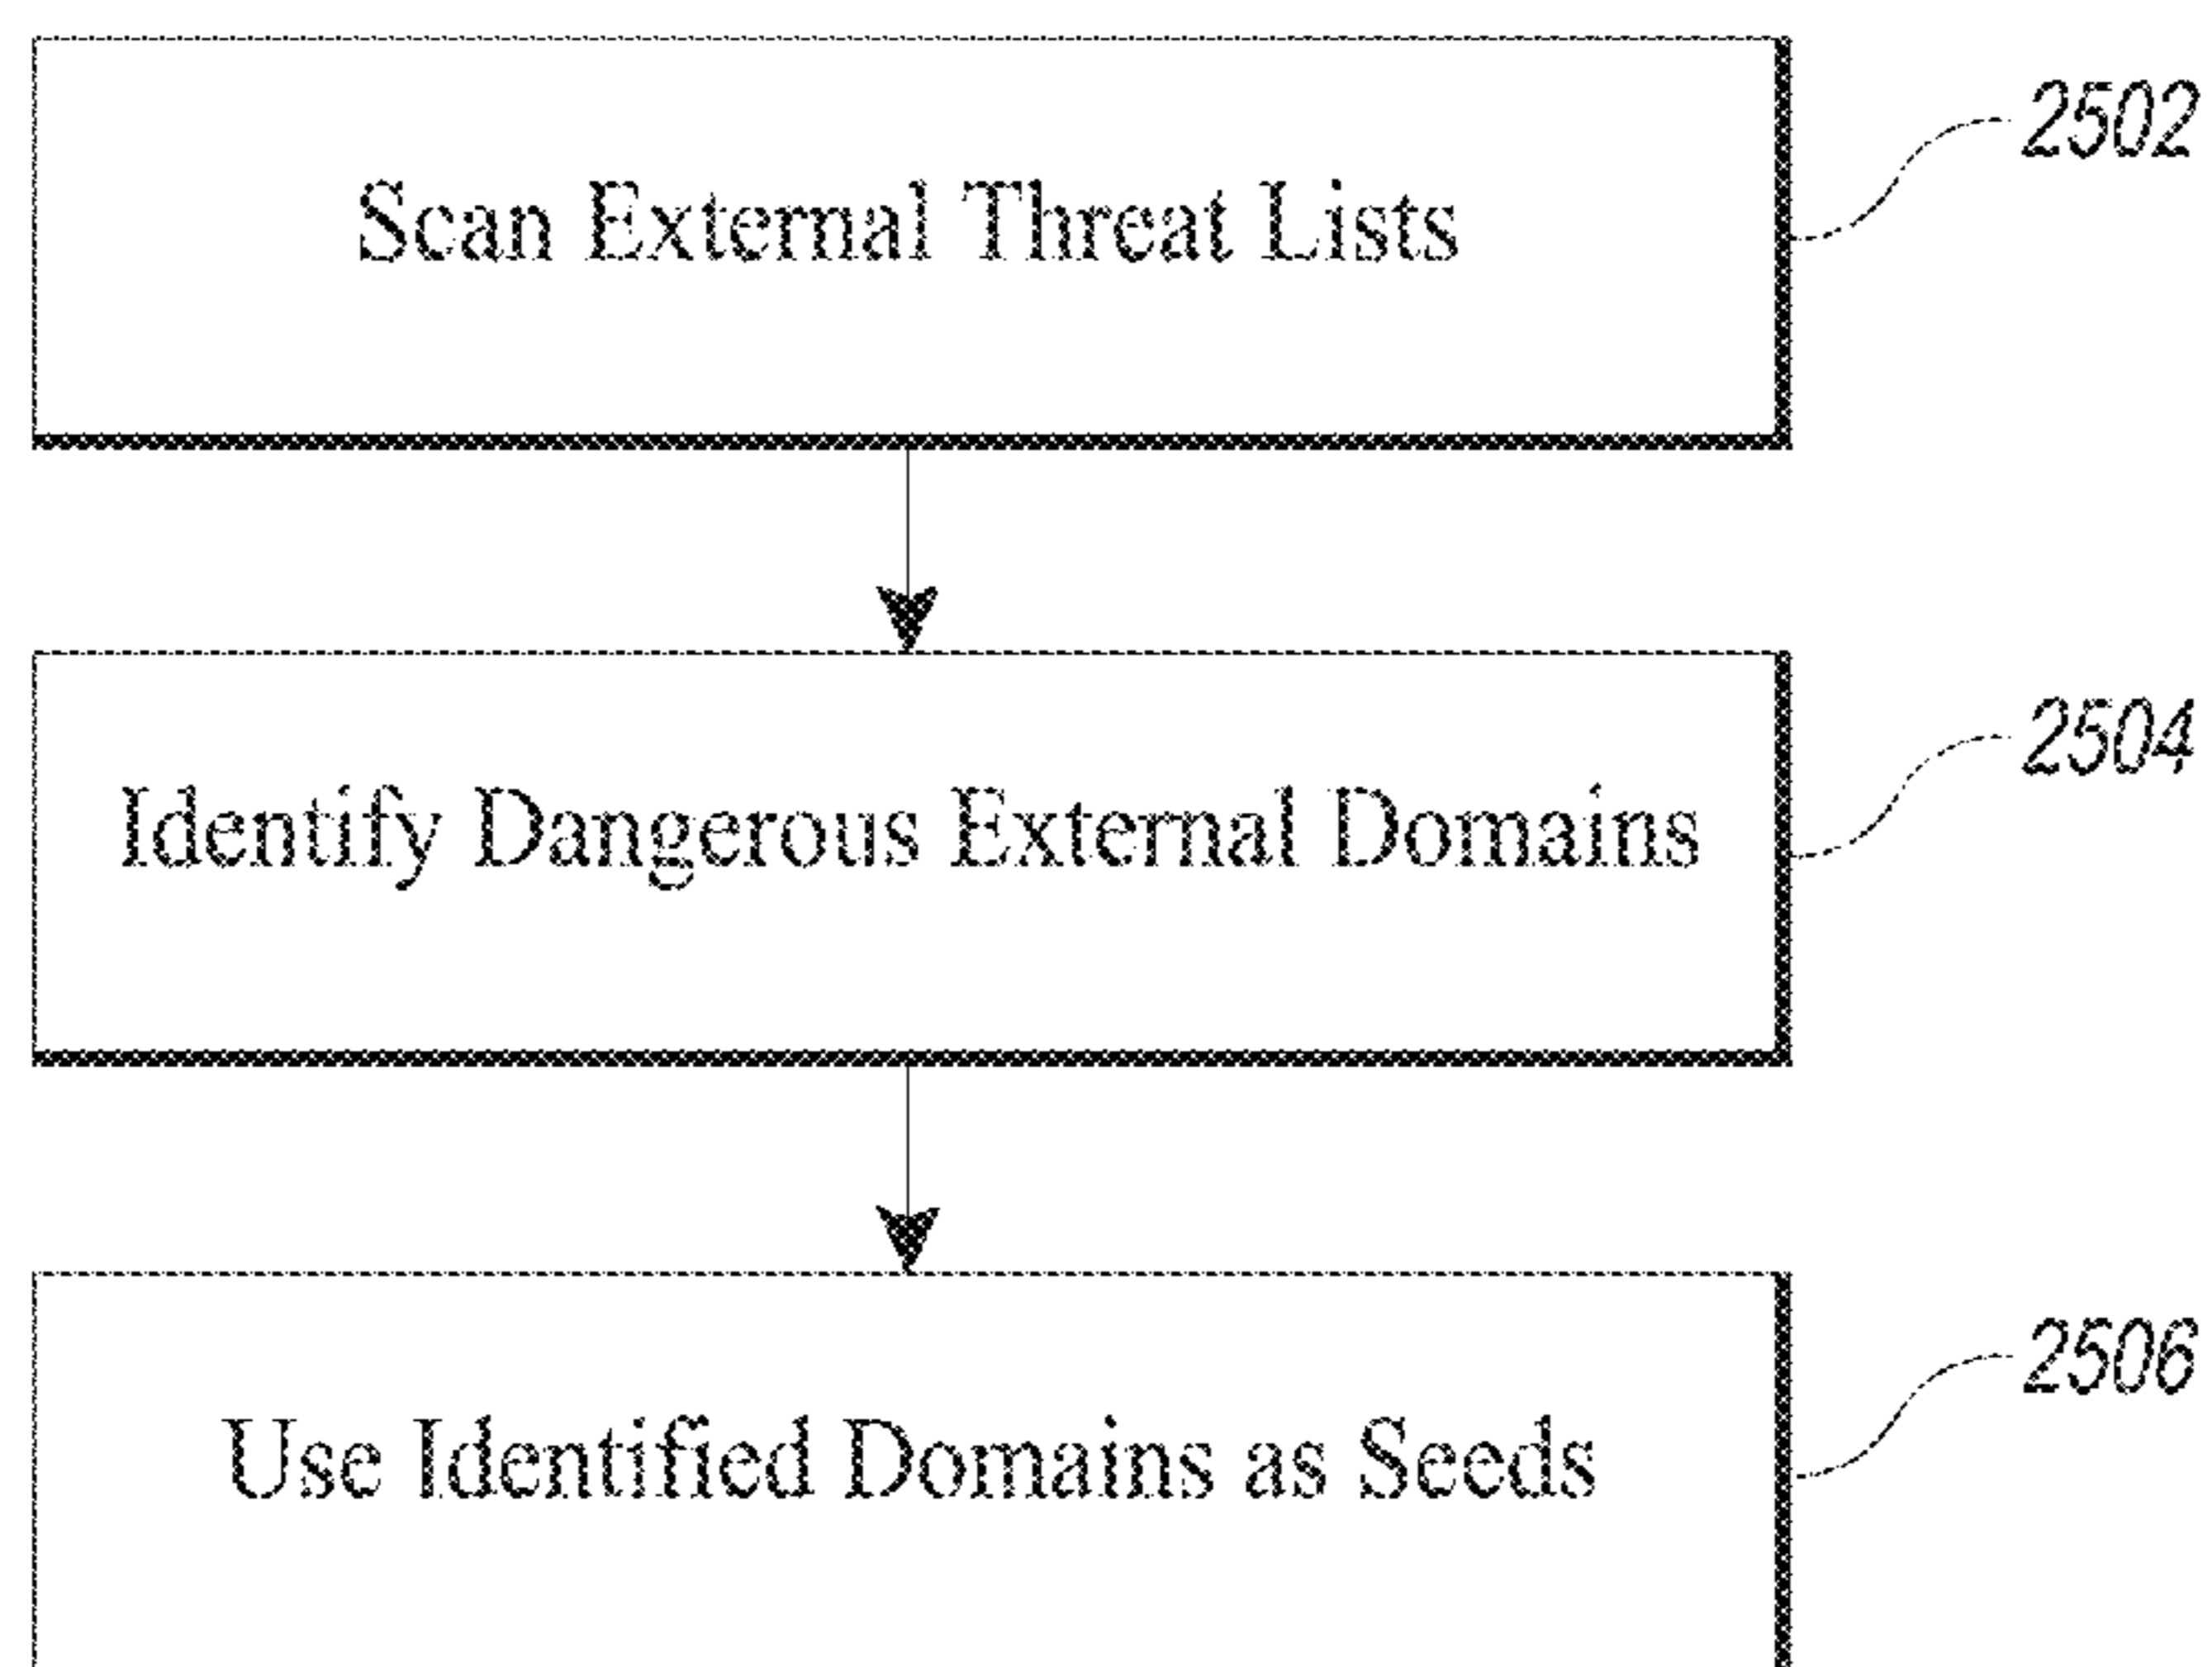 Scan External Threat Lists
2502
Identify Dangerous External Domains
2504
Use Identified Domains as Seeds
2506